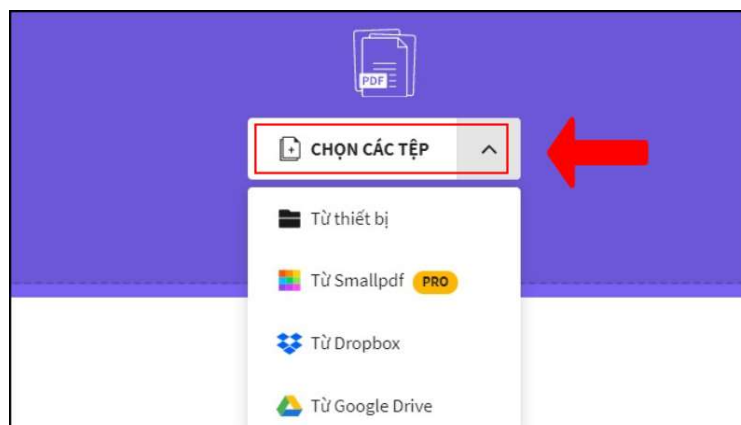 PDF
CHỌN CÁC TỆP
Từ thiết bị
Từ Smallpdf PRO
Từ Dropbox
Từ Google Drive